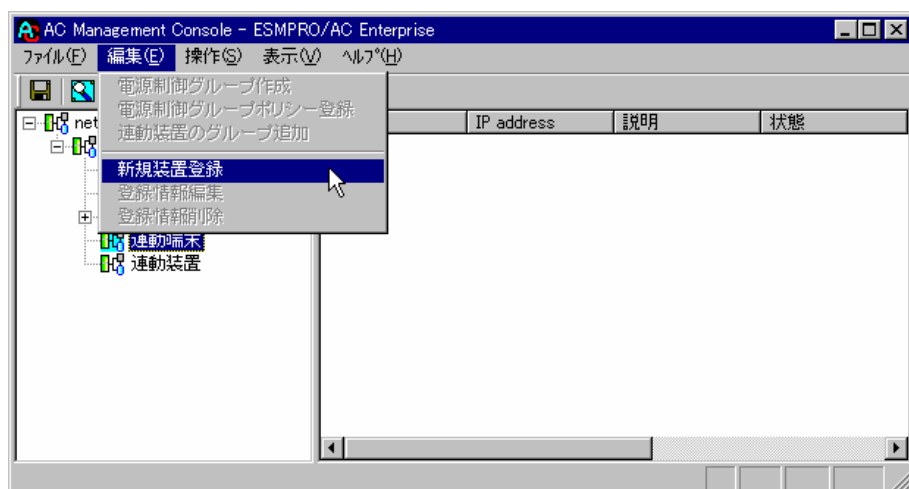 AC Management Console - ESMPRO/AC Enterprise
ファイル(F) 編集(E) 操作(S) 表示(V) ヘルプ(H)
電源制御グループ作成
電源制御グループポリシー登録
連動装置のグループ追加
net IP address 説明 状態
新規装置登録
登録情報編集
登録情報削除
連動端末
連動装置